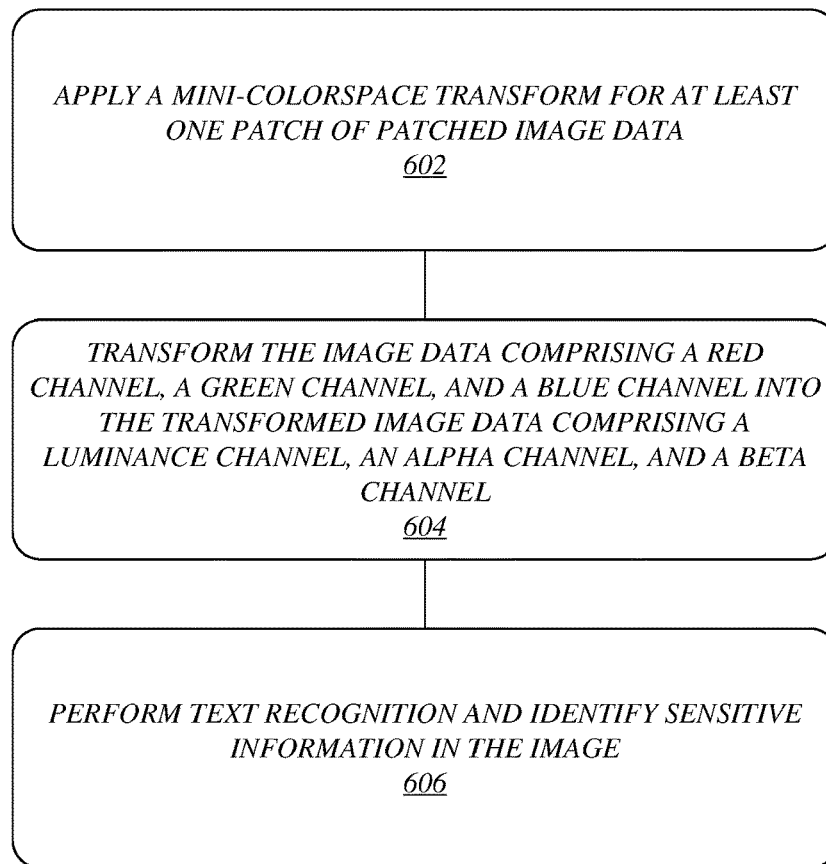 APPLY A MINI-COLORSPACE TRANSFORM FOR AT LEAST
ONE PATCH OF PATCHED IMAGE DATA
602
TRANSFORM THE IMAGE DATA COMPRISING A RED
CHANNEL, A GREEN CHANNEL, AND A BLUE CHANNEL INTO
THE TRANSFORMED IMAGE DATA COMPRISING A
LUMINANCE CHANNEL, AN ALPHA CHANNEL, AND A BETA
CHANNEL
604
PERFORM TEXT RECOGNITION AND IDENTIFY SENSITIVE
INFORMATION IN THE IMAGE
606